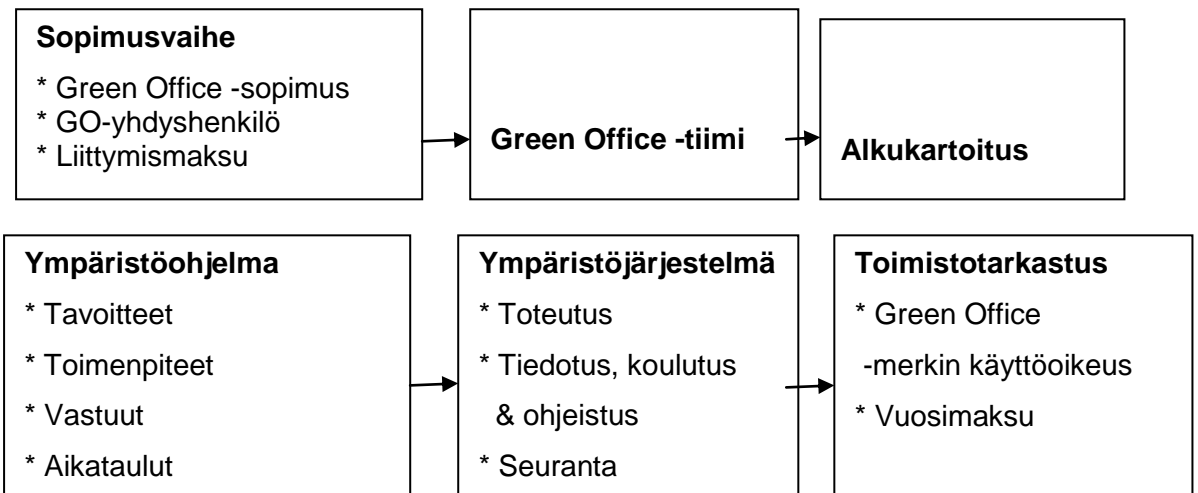 Sopimusvaihe
* Green Office -sopimus
* GO-yhdyshenkilö
* Liittymismaksu
Green Office -tiimi
Alkukartoitus
Ympäristöohjelma
* Tavoitteet
* Toimenpiteet
* Vastuut
* Aikataulut
Ympäristöjärjestelmä
* Toteutus
* Tiedotus, koulutus
& ohjeistus
* Seuranta
Toimistotarkastus
* Green Office
-merkin käyttöoikeus
* Vuosimaksu